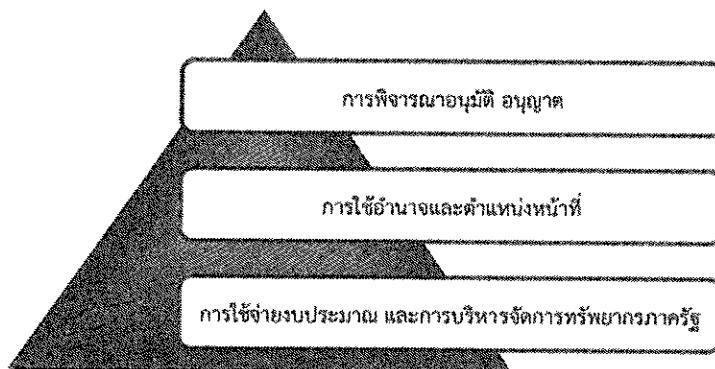 การพิจารณาอนุมัติ อนุญาต
การใช้อำนาจและตำแหน่งหน้าที่
การใช้จ่ายงบประมาณ และการบริหารจัดการทรัพยากรภาครัฐ